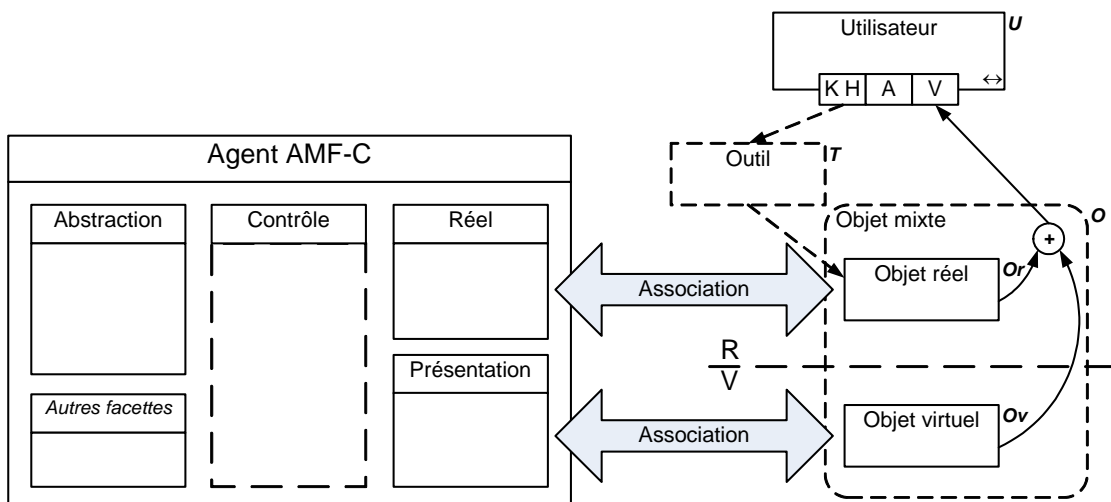 Utilisateur
U
K H
A
V
↔
Outil
T
Agent AMF-C
Abstraction
Contrôle
Réel
Objet mixte
O
+
Objet réel
Or
Association
R
V
Présentation
Autres facettes
Objet virtuel
Ov
Association